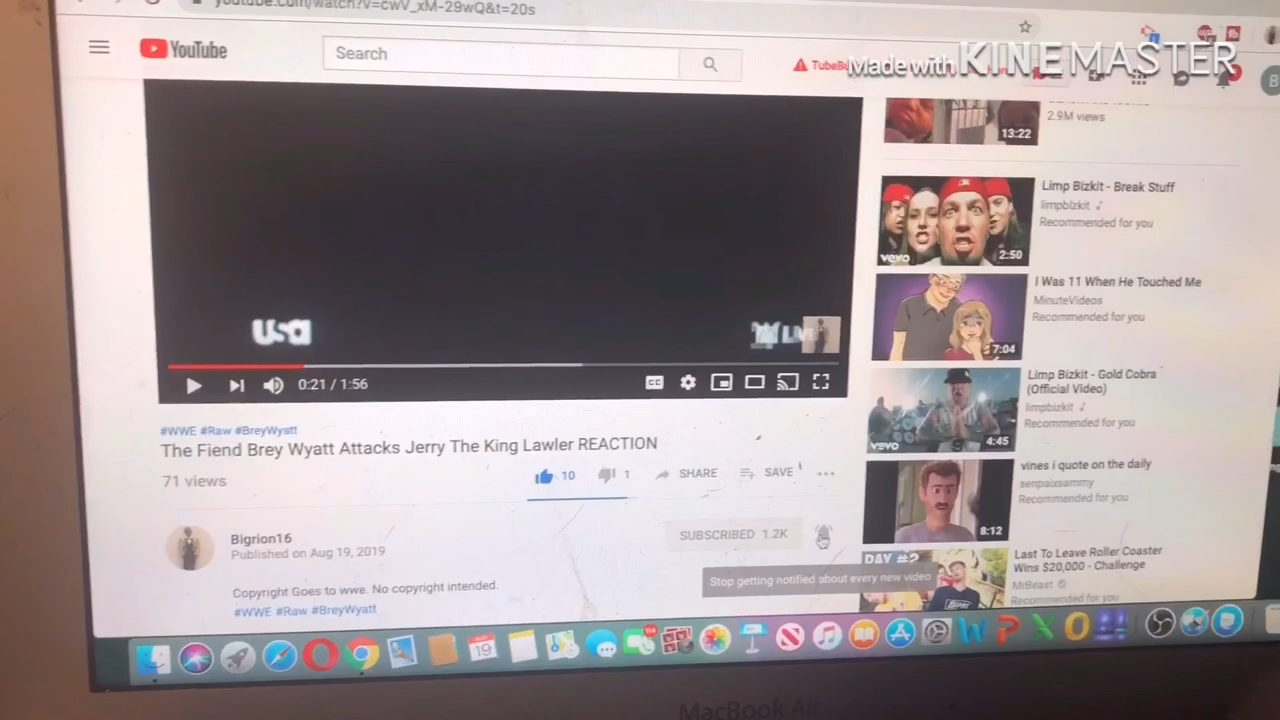 youtube.com/watch?v=cwV_xM-29wQ&t=20s
YouTube
Search
Made with KINEMASTER
USA
0:21 / 1:56
CC
#WWE #Raw #BreyWyatt
The Fiend Brey Wyatt Attacks Jerry The King Lawler REACTION
71 views
10
1
SHARE
SAVE
Bigrion16
Published on Aug 19, 2019
SUBSCRIBED 1.2K
Stop getting notified about every new video
Copyright Goes to wwe. No copyright intended.
#WWE #Raw #BreyWyatt
2.9M views
13:22
Limp Bizkit - Break Stuff
limpbizkit
Recommended for you
vevo
2:50
I Was 11 When He Touched Me
MinuteVideos
Recommended for you
7:04
Limp Bizkit - Gold Cobra
(Official Video)
limpbizkit
Recommended for you
vevo
4:45
vines i quote on the daily
senpaixsammy
Recommended for you
8:12
DAY #2
Last To Leave Roller Coaster
Wins $20,000 - Challenge
MrBeast
Recommended for you
19
MacBook Air